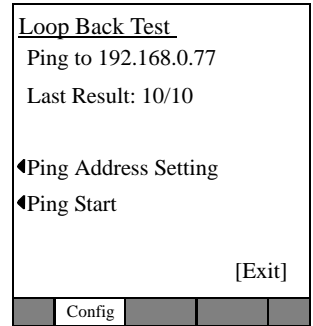 Loop Back Test
Ping to 192.168.0.77
Last Result: 10/10
Ping Address Setting
Ping Start
[Exit]
Config